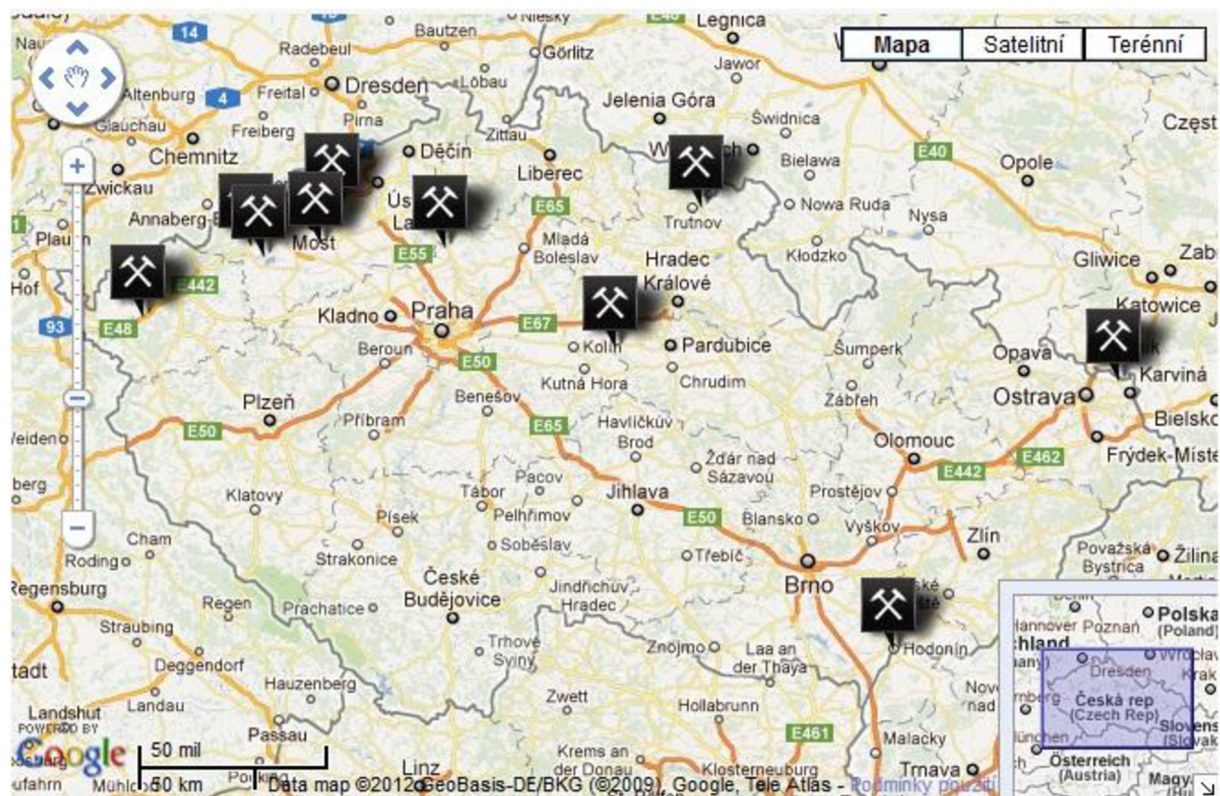 Niesky
Legnica
14
Bautzen
Mapa
Satelitní
Terénní
Radebeul
Görlitz
Löbau
Jawor
Altenburg
4
Freital
Dresden
Jelenia Góra
Glauchau
Freiberg
Pirna
Zittau
Świdnica
Częst
Chemnitz
Děčín
Liberec
Bielawa
E40
Opole
Zwickau
E65
Trutnov
Nowa Ruda
Nysa
Most
E55
Mladá
Boleslav
Kłodzko
Hradec
Králové
Gliwice
Zab
Hof
E442
Katowice
93
E48
Kladno
Praha
E67
Beroun
E50
Kolín
Pardubice
Šumperk
Opava
Karviná
Kutná Hora
Chrudim
Plzeň
Benešov
Zábřeh
Ostrava
Bielsko
E50
Příbram
E65
Havlíčkův
Brod
Olomouc
E442
E462
Frýdek-Míste
Žďár nad
Sázavou
Klatovy
Tábor
Pacov
Pelhřimov
Jihlava
E50
Prostějov
Blansko
Vyškov
Písek
Zlín
Cham
Roding
Strakonice
Soběslav
Třebíč
Považská
Bystrica
Žilina
Regensburg
České
Budějovice
Jindřichův
Hradec
Brno
Regen
Prachatice
Straubing
Trhové
Sviny
Znojmo
Laa an
der Thaya
Hodonín
Hannover
Poznań
Polska
(Poland)
Deggendorf
Dresden
Hauzenberg
Zwett
Hollabrunn
Česká rep
(Czech Rep)
Landau
Landshut
POWERED BY
Google
Passau
E461
Malacky
50 mil
50 km
Linz
Krems an
der Donau
Klosterneuburg
Trnava
Österreich
(Austria)
Data map ©2012 GeoBasis-DE/BKG (©2009), Google, Tele Atlas - Podmínky použití